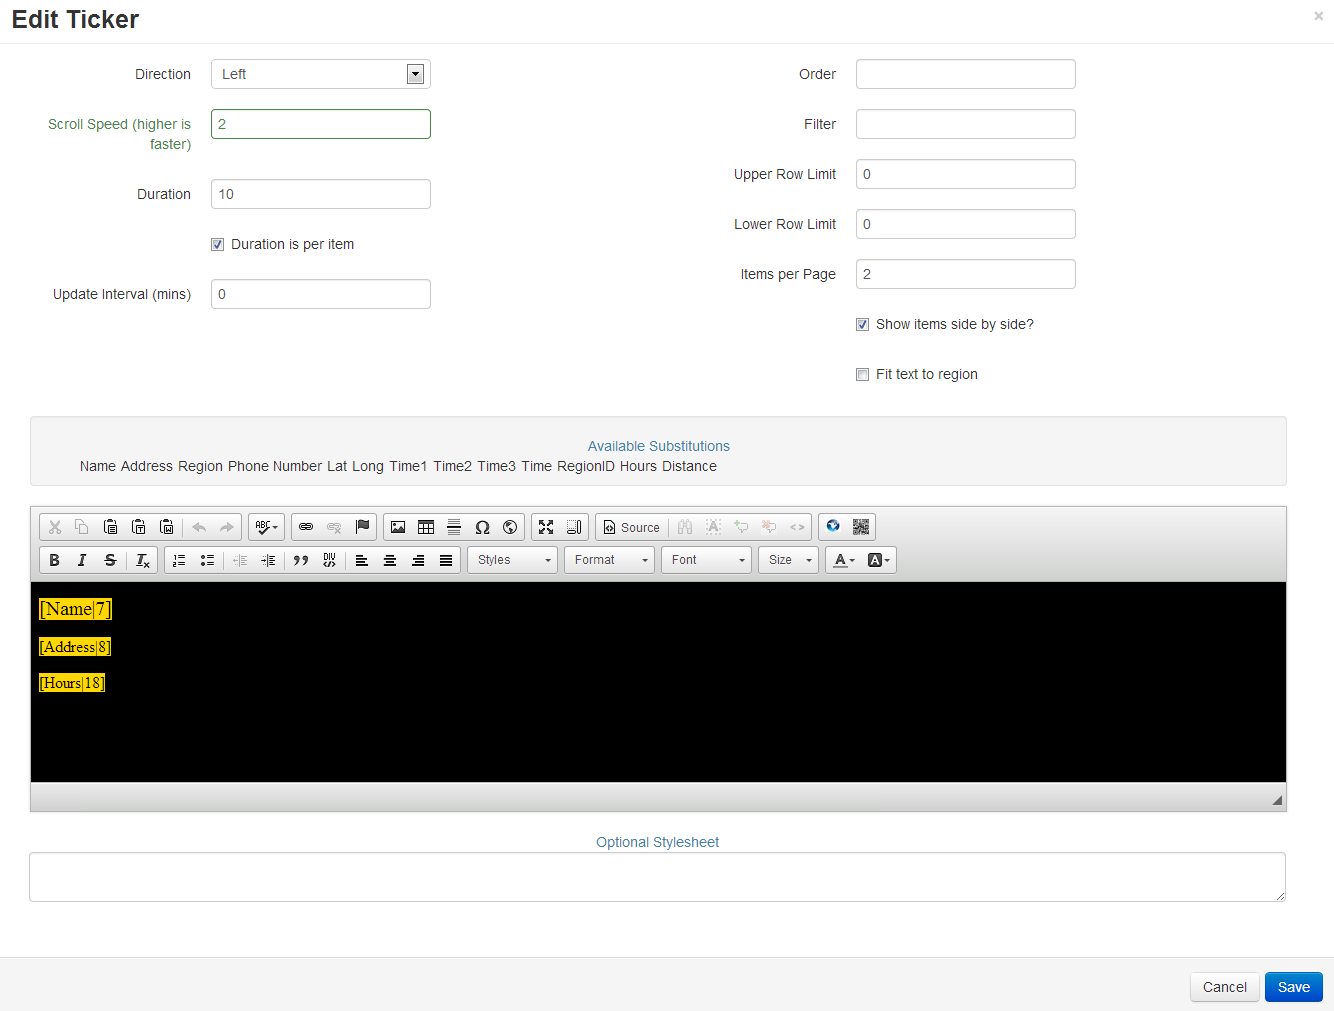 Edit Ticker ×
Direction Left
Scroll Speed (higher is
faster) 2
Duration 10
Duration is per item
Update Interval (mins) 0
Order
Filter
Upper Row Limit 0
Lower Row Limit 0
Items per Page 2
Show items side by side?
Fit text to region
Available Substitutions
Name Address Region Phone Number Lat Long Time1 Time2 Time3 Time RegionID Hours Distance
ABC Source
B I S Ix DIV Styles Format Font Size A A
[Name|7]
[Address|8]
[Hours|18]
Optional Stylesheet
Cancel Save